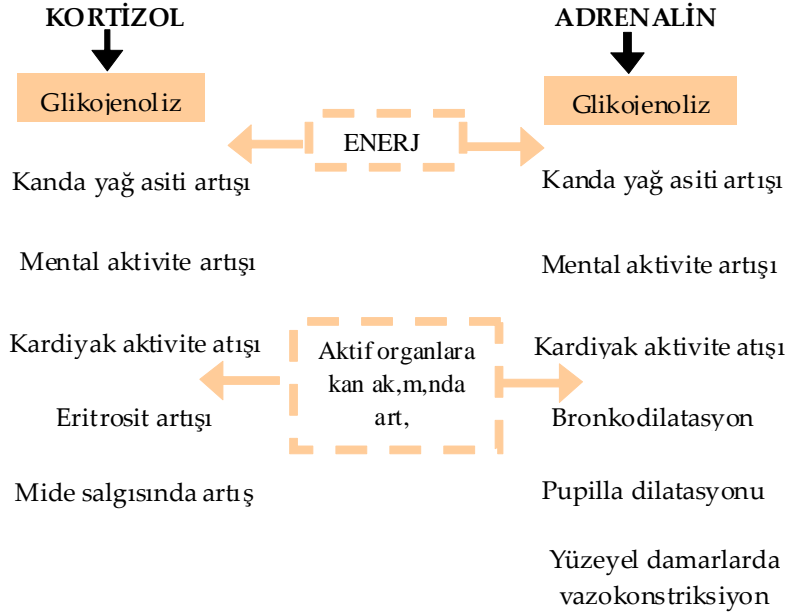 KORTİZOL
Glikojenoliz
Kanda yağ asiti artışı
Mental aktivite artışı
Kardiyak aktivite atışı
Eritrosit artışı
Mide salgısında artış
ENERJ
Aktif organlara
kan ak,m,nda
art,
ADRENALİN
Glikojenoliz
Kanda yağ asiti artışı
Mental aktivite artışı
Kardiyak aktivite atışı
Bronkodilatasyon
Pupilla dilatasyonu
Yüzeyel damarlarda
vazokonstriksiyon